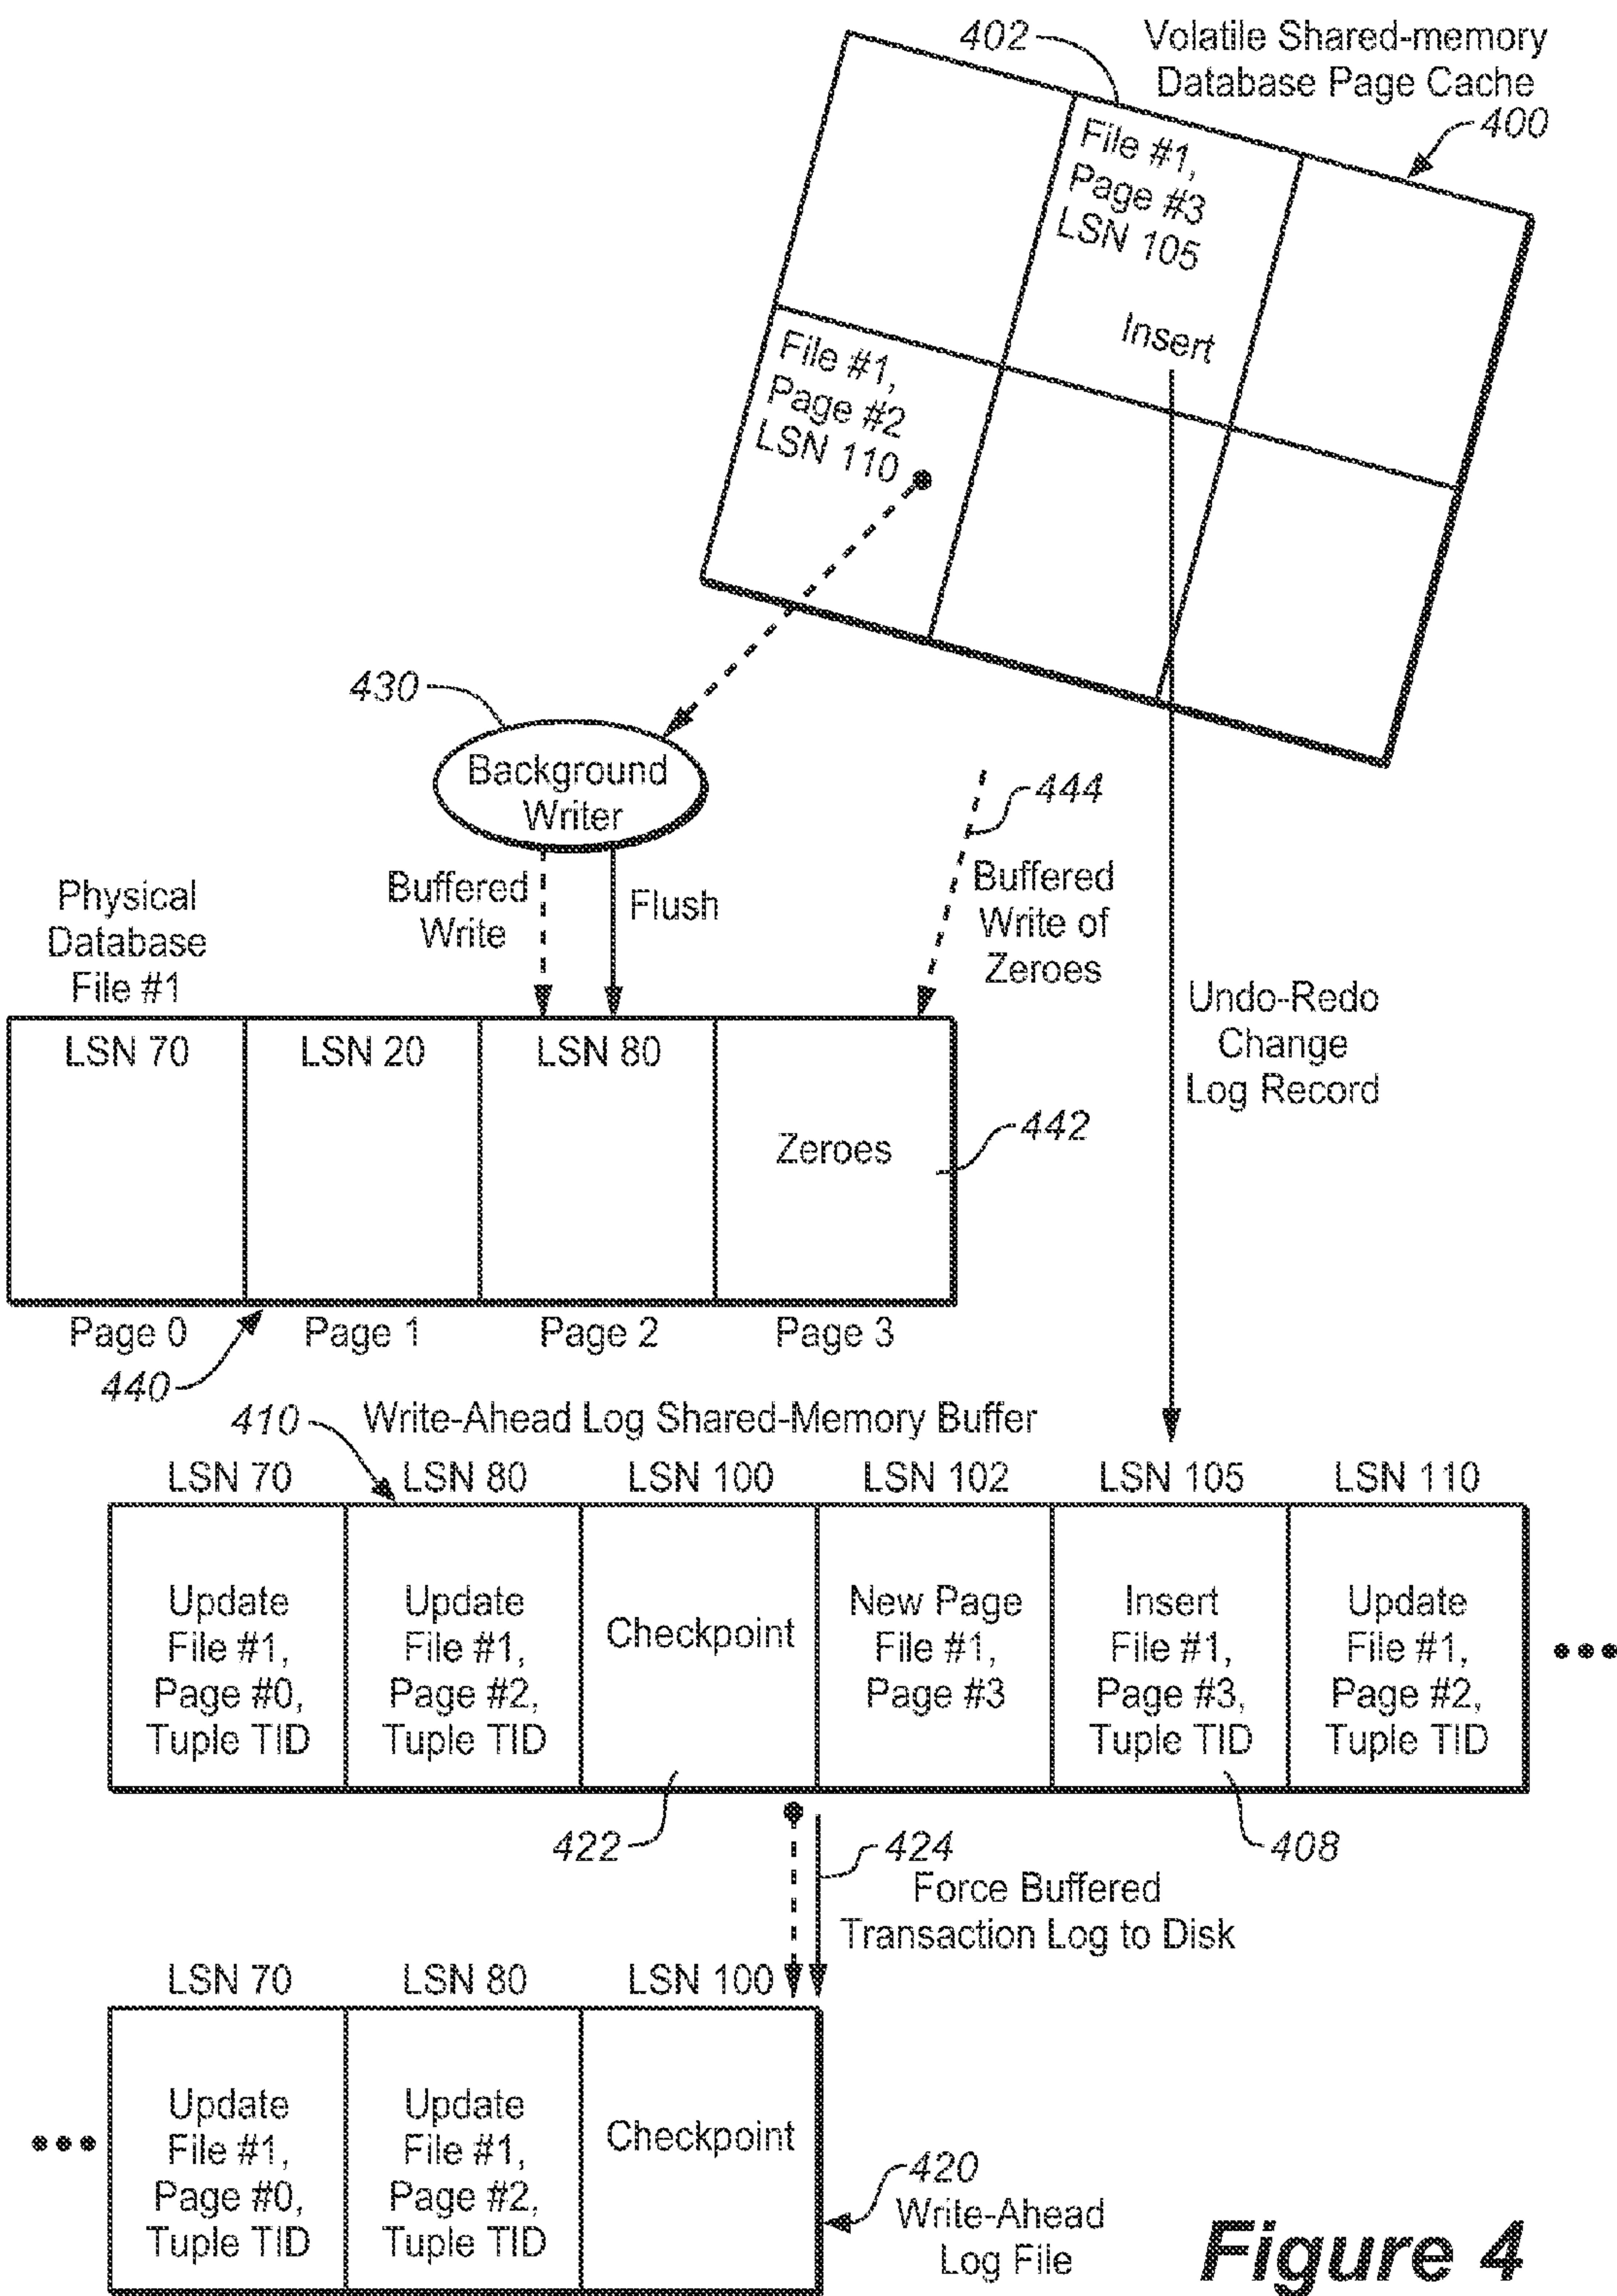 402
Volatile Shared-memory
Database Page Cache
400
File #1,
Page #3
LSN 105
Insert
File #1,
Page #2
LSN 110
430
Background
Writer
444
Buffered
Write
Flush
Buffered
Write of
Zeroes
Physical
Database
File #1
Undo-Redo
Change
Log Record
LSN 70
LSN 20
LSN 80
Zeroes
442
Page 0
Page 1
Page 2
Page 3
440
410
Write-Ahead Log Shared-Memory Buffer
LSN 70
LSN 80
LSN 100
LSN 102
LSN 105
LSN 110
Update
File #1,
Page #0,
Tuple TID
Update
File #1,
Page #2,
Tuple TID
Checkpoint
New Page
File #1,
Page #3
Insert
File #1,
Page #3,
Tuple TID
Update
File #1,
Page #2,
Tuple TID
•••
422
424
408
Force Buffered
Transaction Log to Disk
LSN 70
LSN 80
LSN 100
•••
Update
File #1,
Page #0,
Tuple TID
Update
File #1,
Page #2,
Tuple TID
Checkpoint
420
Write-Ahead
Log File
Figure 4